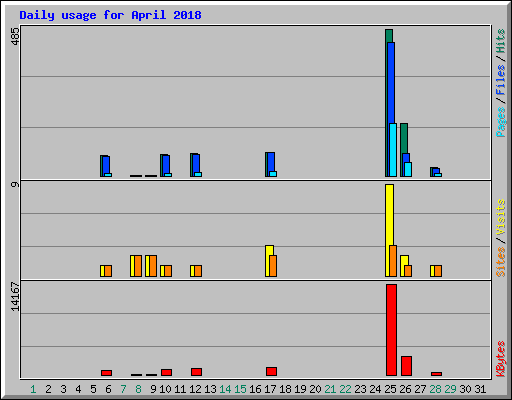 Daily usage for April 2018
485
Pages / Files / Hits
9
Sites / Visits
14167
KBytes
1 2 3 4 5 6 7 8 9 10 11 12 13 14 15 16 17 18 19 20 21 22 23 24 25 26 27 28 29 30 31